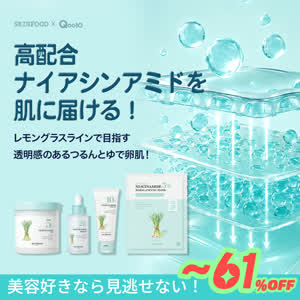 SKINFOOD × Qoo10
高配合
ナイアシンアミドを
肌に届ける！
レモングラスラインで目指す
透明感のあるつるんとゆで卵肌！
NIACINAMIDE
美容好きなら見逃せない！
～61%OFF